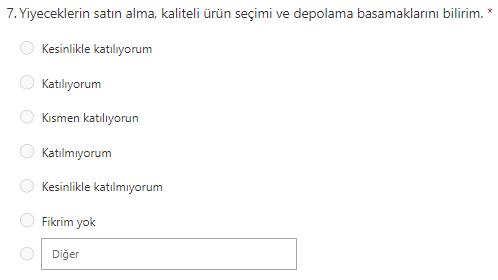 7. Yiyeceklerin satın alma, kaliteli ürün seçimi ve depolama basamaklarını bilirim. *
Kesinlikle katılıyorum
Katılıyorum
Kısmen katılıyorun
Katılmıyorum
Kesinlikle katılmıyorum
Fikrim yok
Diğer